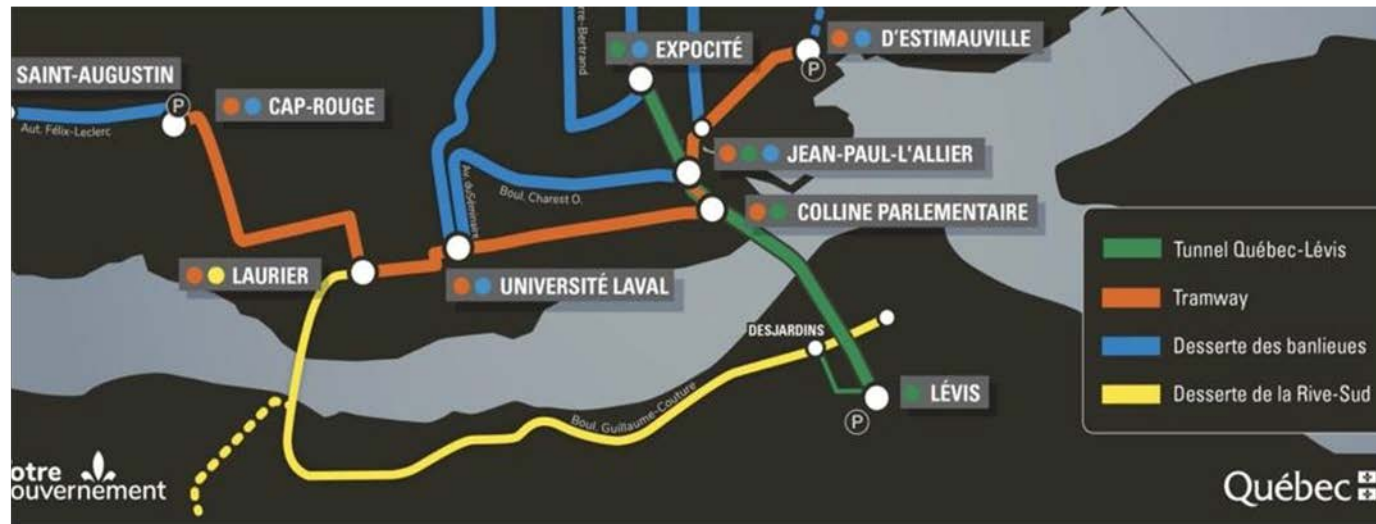 SAINT-AUGUSTIN
P
Aut. Félix-Leclerc
CAP-ROUGE
EXPOCITÉ
D'ESTIMAUVILLE
P
JEAN-PAUL-L'ALLIER
Av. du Séminaire
Boul. Charest O.
COLLINE PARLEMENTAIRE
LAURIER
UNIVERSITÉ LAVAL
DESJARDINS
Boul. Guillaume-Couture
LÉVIS
P
Tunnel Québec-Lévis
Tramway
Desserte des banlieues
Desserte de la Rive-Sud
otre
ouvernement
Québec